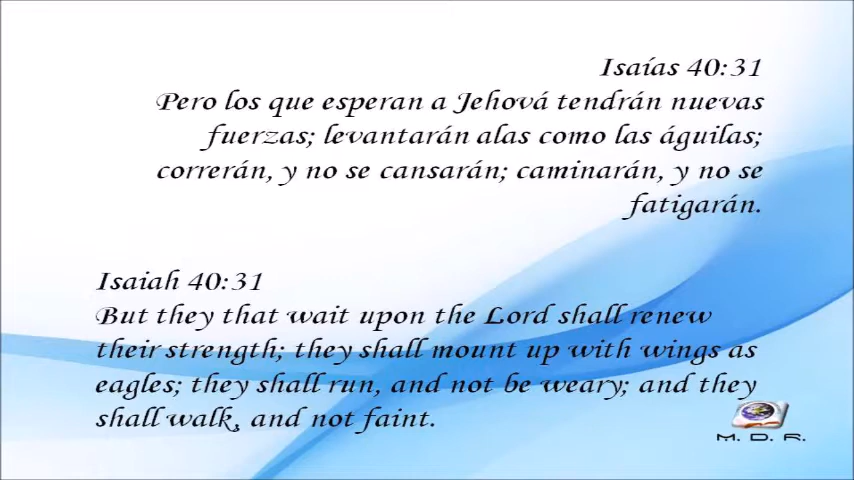 Isaías 40:31
Pero los que esperan a Jehová tendrán nuevas
fuerzas; levantarán alas como las águilas;
correrán, y no se cansarán; caminarán, y no se
fatigarán.
Isaiah 40:31
But they that wait upon the Lord shall renew
their strength; they shall mount up with wings as
eagles; they shall run, and not be weary; and they
shall walk, and not faint.
M. D. R.